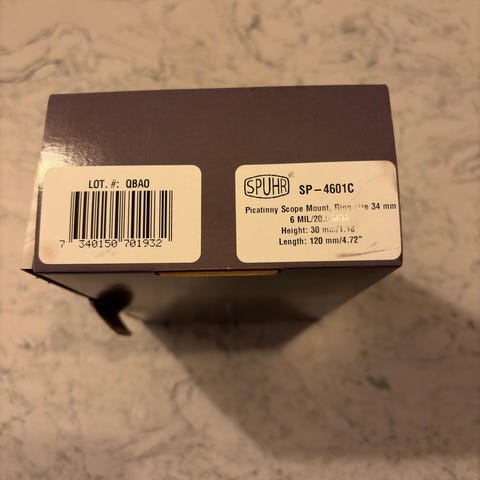 LOT. #: QBAO
7 340150 701932
SPUHR SP-4601C
Picatinny Scope Mount, Ring size 34 mm
6 MIL/20. MOA
Height: 30 mm/1.18"
Length: 120 mm/4.72"